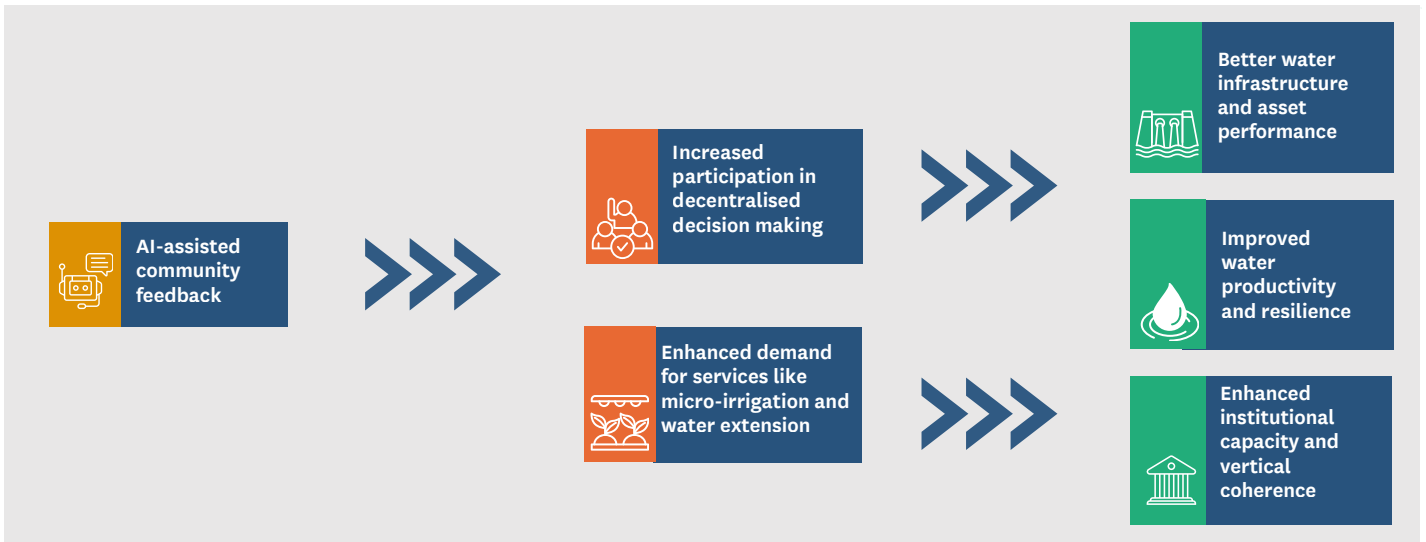 AI-assisted
community
feedback
Increased
participation in
decentralised
decision making
Enhanced demand
for services like
micro-irrigation and
water extension
Better water
infrastructure
and asset
performance
Improved
water
productivity
and resilience
Enhanced
institutional
capacity and
vertical
coherence